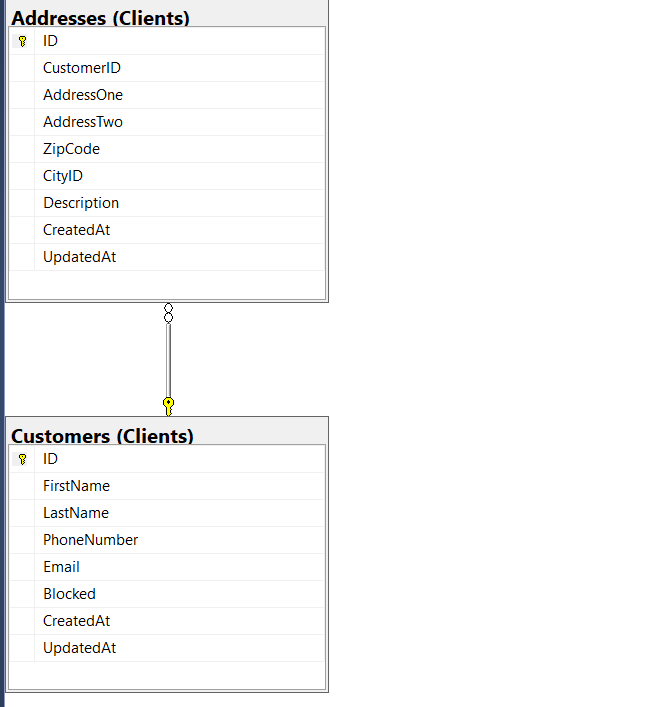 Addresses (Clients)
ID
CustomerID
AddressOne
AddressTwo
ZipCode
CityID
Description
CreatedAt
UpdatedAt
Customers (Clients)
ID
FirstName
LastName
PhoneNumber
Email
Blocked
CreatedAt
UpdatedAt